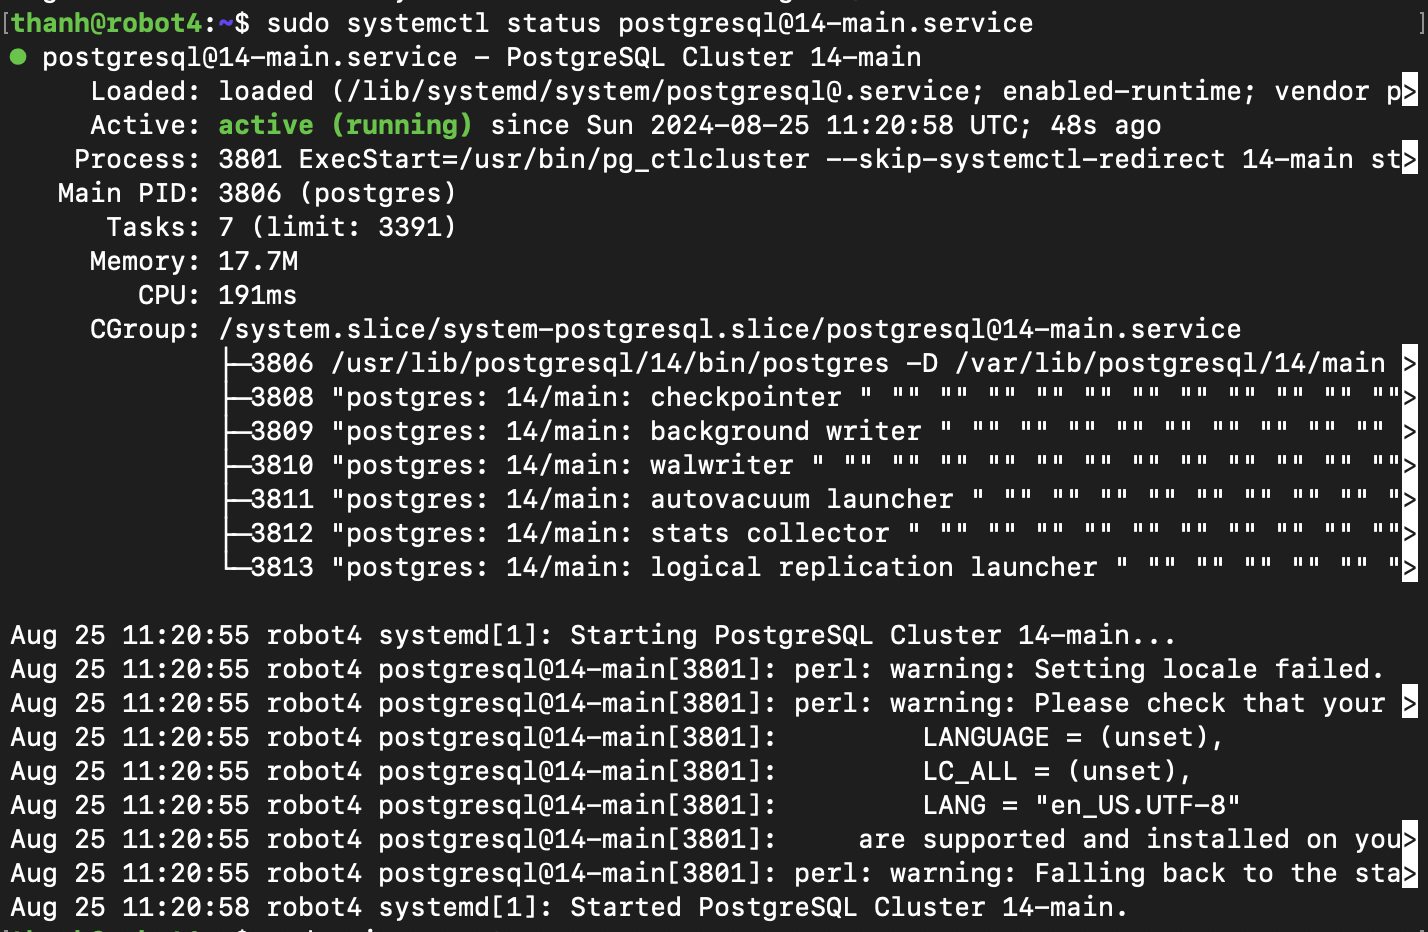 [thanh@robot4:~$ sudo systemctl status postgresql@14-main.service ]
● postgresql@14-main.service - PostgreSQL Cluster 14-main
     Loaded: loaded (/lib/systemd/system/postgresql@.service; enabled-runtime; vendor p>
     Active: active (running) since Sun 2024-08-25 11:20:58 UTC; 48s ago
    Process: 3801 ExecStart=/usr/bin/pg_ctlcluster --skip-systemctl-redirect 14-main st>
   Main PID: 3806 (postgres)
      Tasks: 7 (limit: 3391)
     Memory: 17.7M
        CPU: 191ms
     CGroup: /system.slice/system-postgresql.slice/postgresql@14-main.service
             ├─3806 /usr/lib/postgresql/14/bin/postgres -D /var/lib/postgresql/14/main >
             ├─3808 "postgres: 14/main: checkpointer " "" "" "" "" "" "" "" "" "" "" "">
             ├─3809 "postgres: 14/main: background writer " "" "" "" "" "" "" "" "" "" >
             ├─3810 "postgres: 14/main: walwriter " "" "" "" "" "" "" "" "" "" "" "" "">
             ├─3811 "postgres: 14/main: autovacuum launcher " "" "" "" "" "" "" "" "" ">
             ├─3812 "postgres: 14/main: stats collector " "" "" "" "" "" "" "" "" "" "">
             └─3813 "postgres: 14/main: logical replication launcher " "" "" "" "" "" ">

Aug 25 11:20:55 robot4 systemd[1]: Starting PostgreSQL Cluster 14-main...
Aug 25 11:20:55 robot4 postgresql@14-main[3801]: perl: warning: Setting locale failed.
Aug 25 11:20:55 robot4 postgresql@14-main[3801]: perl: warning: Please check that your >
Aug 25 11:20:55 robot4 postgresql@14-main[3801]:         LANGUAGE = (unset),
Aug 25 11:20:55 robot4 postgresql@14-main[3801]:         LC_ALL = (unset),
Aug 25 11:20:55 robot4 postgresql@14-main[3801]:         LANG = "en_US.UTF-8"
Aug 25 11:20:55 robot4 postgresql@14-main[3801]:     are supported and installed on you>
Aug 25 11:20:55 robot4 postgresql@14-main[3801]: perl: warning: Falling back to the sta>
Aug 25 11:20:58 robot4 systemd[1]: Started PostgreSQL Cluster 14-main.